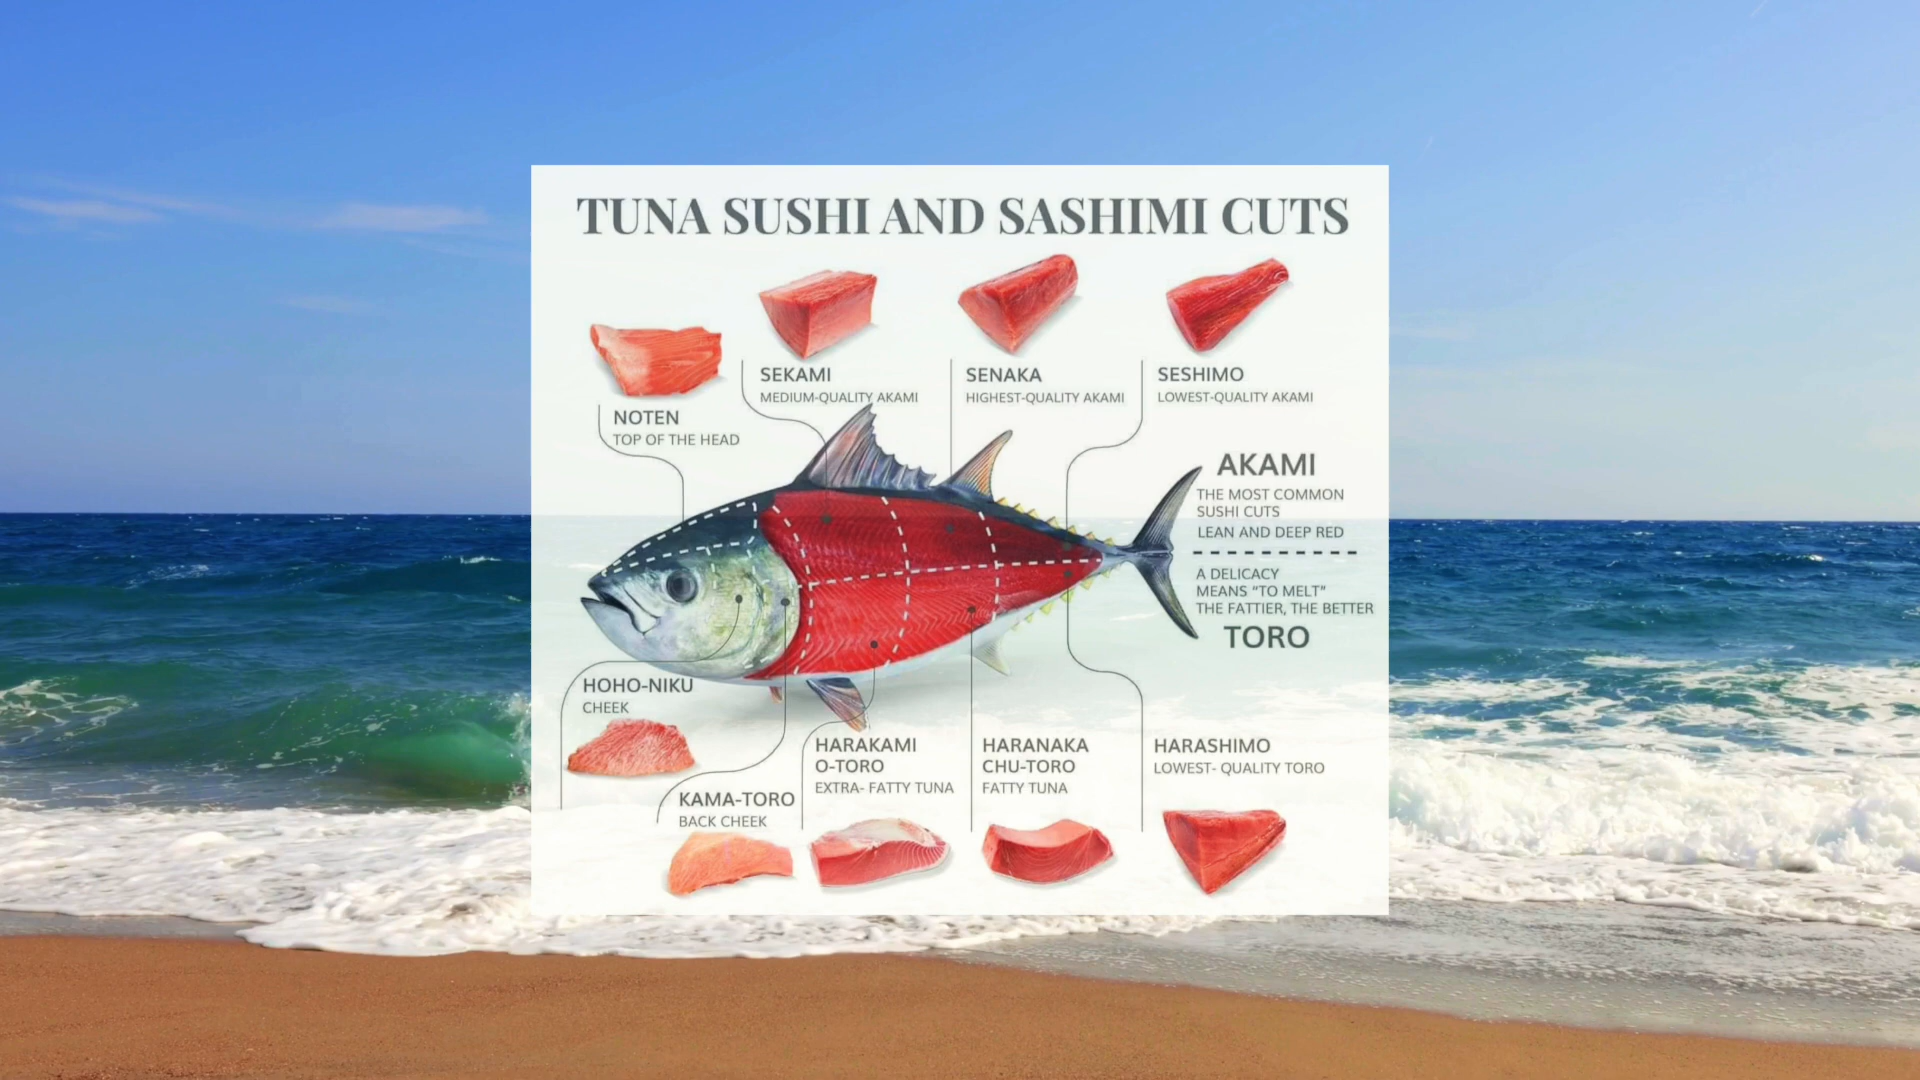 TUNA SUSHI AND SASHIMI CUTS
SEKAMI
MEDIUM-QUALITY AKAMI
SENAKA
HIGHEST-QUALITY AKAMI
SESHIMO
LOWEST-QUALITY AKAMI
NOTEN
TOP OF THE HEAD
AKAMI
THE MOST COMMON
SUSHI CUTS
LEAN AND DEEP RED
A DELICACY
MEANS “TO MELT”
THE FATTIER, THE BETTER
TORO
HOHO-NIKU
CHEEK
KAMA-TORO
BACK CHEEK
HARAKAMI
O-TORO
EXTRA- FATTY TUNA
HARANAKA
CHU-TORO
FATTY TUNA
HARASHIMO
LOWEST- QUALITY TORO